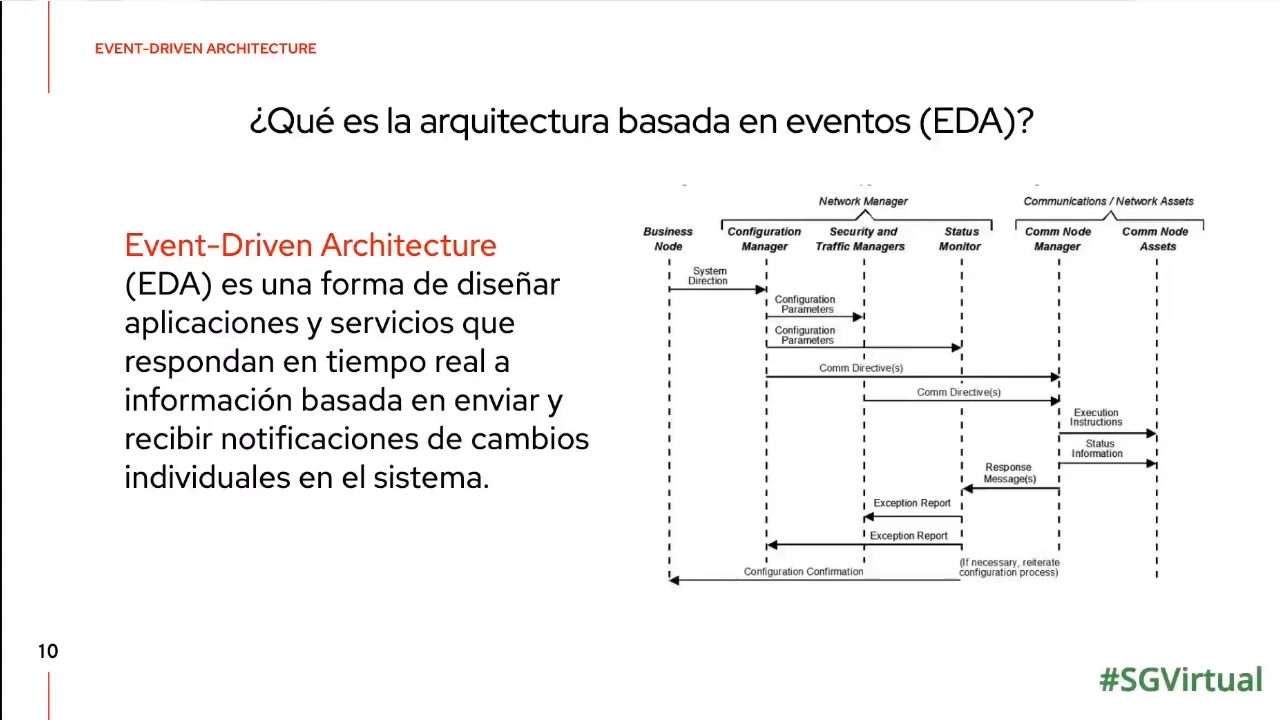 EVENT-DRIVEN ARCHITECTURE
¿Qué es la arquitectura basada en eventos (EDA)?
Event-Driven Architecture
(EDA) es una forma de diseñar
aplicaciones y servicios que
respondan en tiempo real a
información basada en enviar y
recibir notificaciones de cambios
individuales en el sistema.
Network Manager
Communications / Network Assets
Business
Node
Configuration
Manager
Security and
Traffic Managers
Status
Monitor
Comm Node
Manager
Comm Node
Assets
System
Direction
Configuration
Parameters
Configuration
Parameters
Comm Directive(s)
Comm Directive(s)
Execution
Instructions
Status
Information
Response
Message(s)
Exception Report
Exception Report
(If necessary, reiterate
configuration process)
Configuration Confirmation
10
#SGVirtual